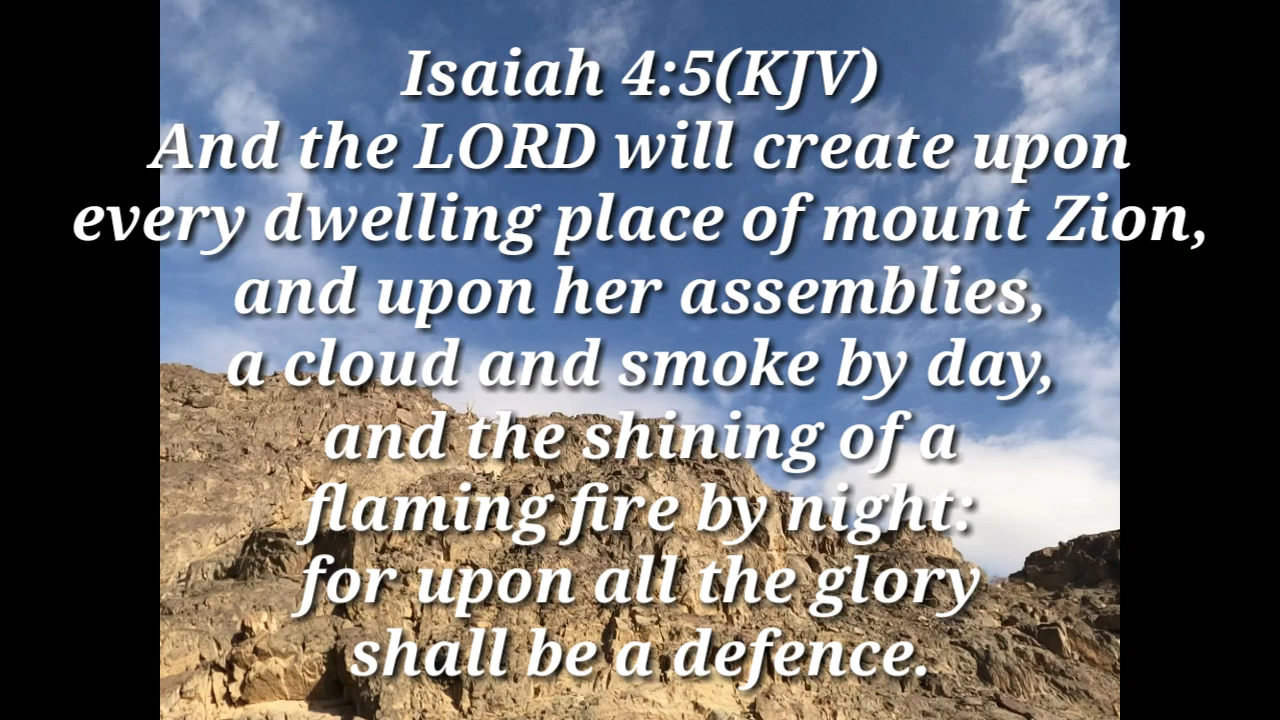 Isaiah 4:5(KJV)
And the LORD will create upon
every dwelling place of mount Zion,
and upon her assemblies,
a cloud and smoke by day,
and the shining of a
flaming fire by night:
for upon all the glory
shall be a defence.